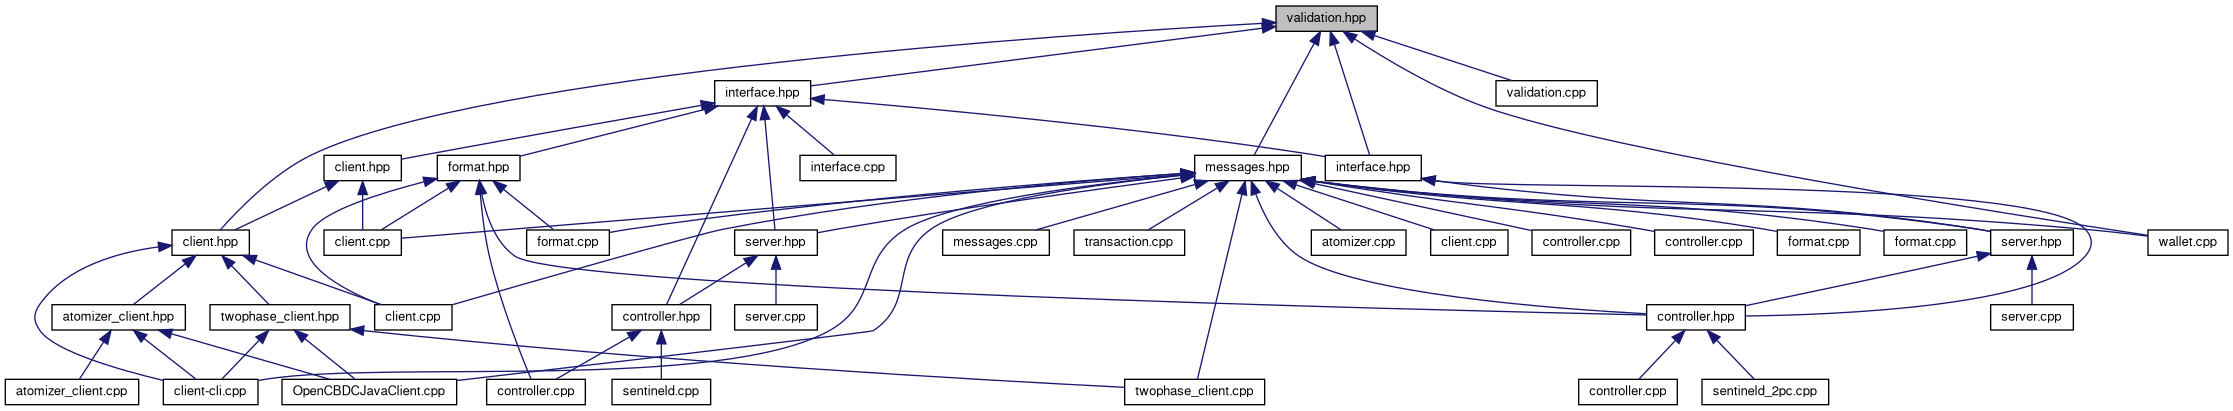 validation.hpp
interface.hpp
validation.cpp
client.hpp
format.hpp
interface.cpp
messages.hpp
interface.hpp
client.hpp
client.cpp
format.cpp
server.hpp
messages.cpp
transaction.cpp
atomizer.cpp
client.cpp
controller.cpp
controller.cpp
format.cpp
format.cpp
server.hpp
wallet.cpp
atomizer_client.hpp
twophase_client.hpp
client.cpp
controller.hpp
server.cpp
controller.hpp
server.cpp
atomizer_client.cpp
client-cli.cpp
OpenCBDCJavaClient.cpp
controller.cpp
sentineld.cpp
twophase_client.cpp
controller.cpp
sentineld_2pc.cpp